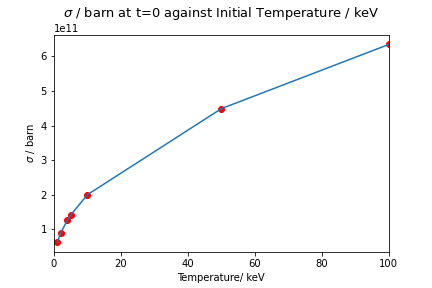 σ / barn at t=0 against Initial Temperature / keV
1e11
6
5
4
3
2
1
σ / barn
0 20 40 60 80 100
Temperature/ keV